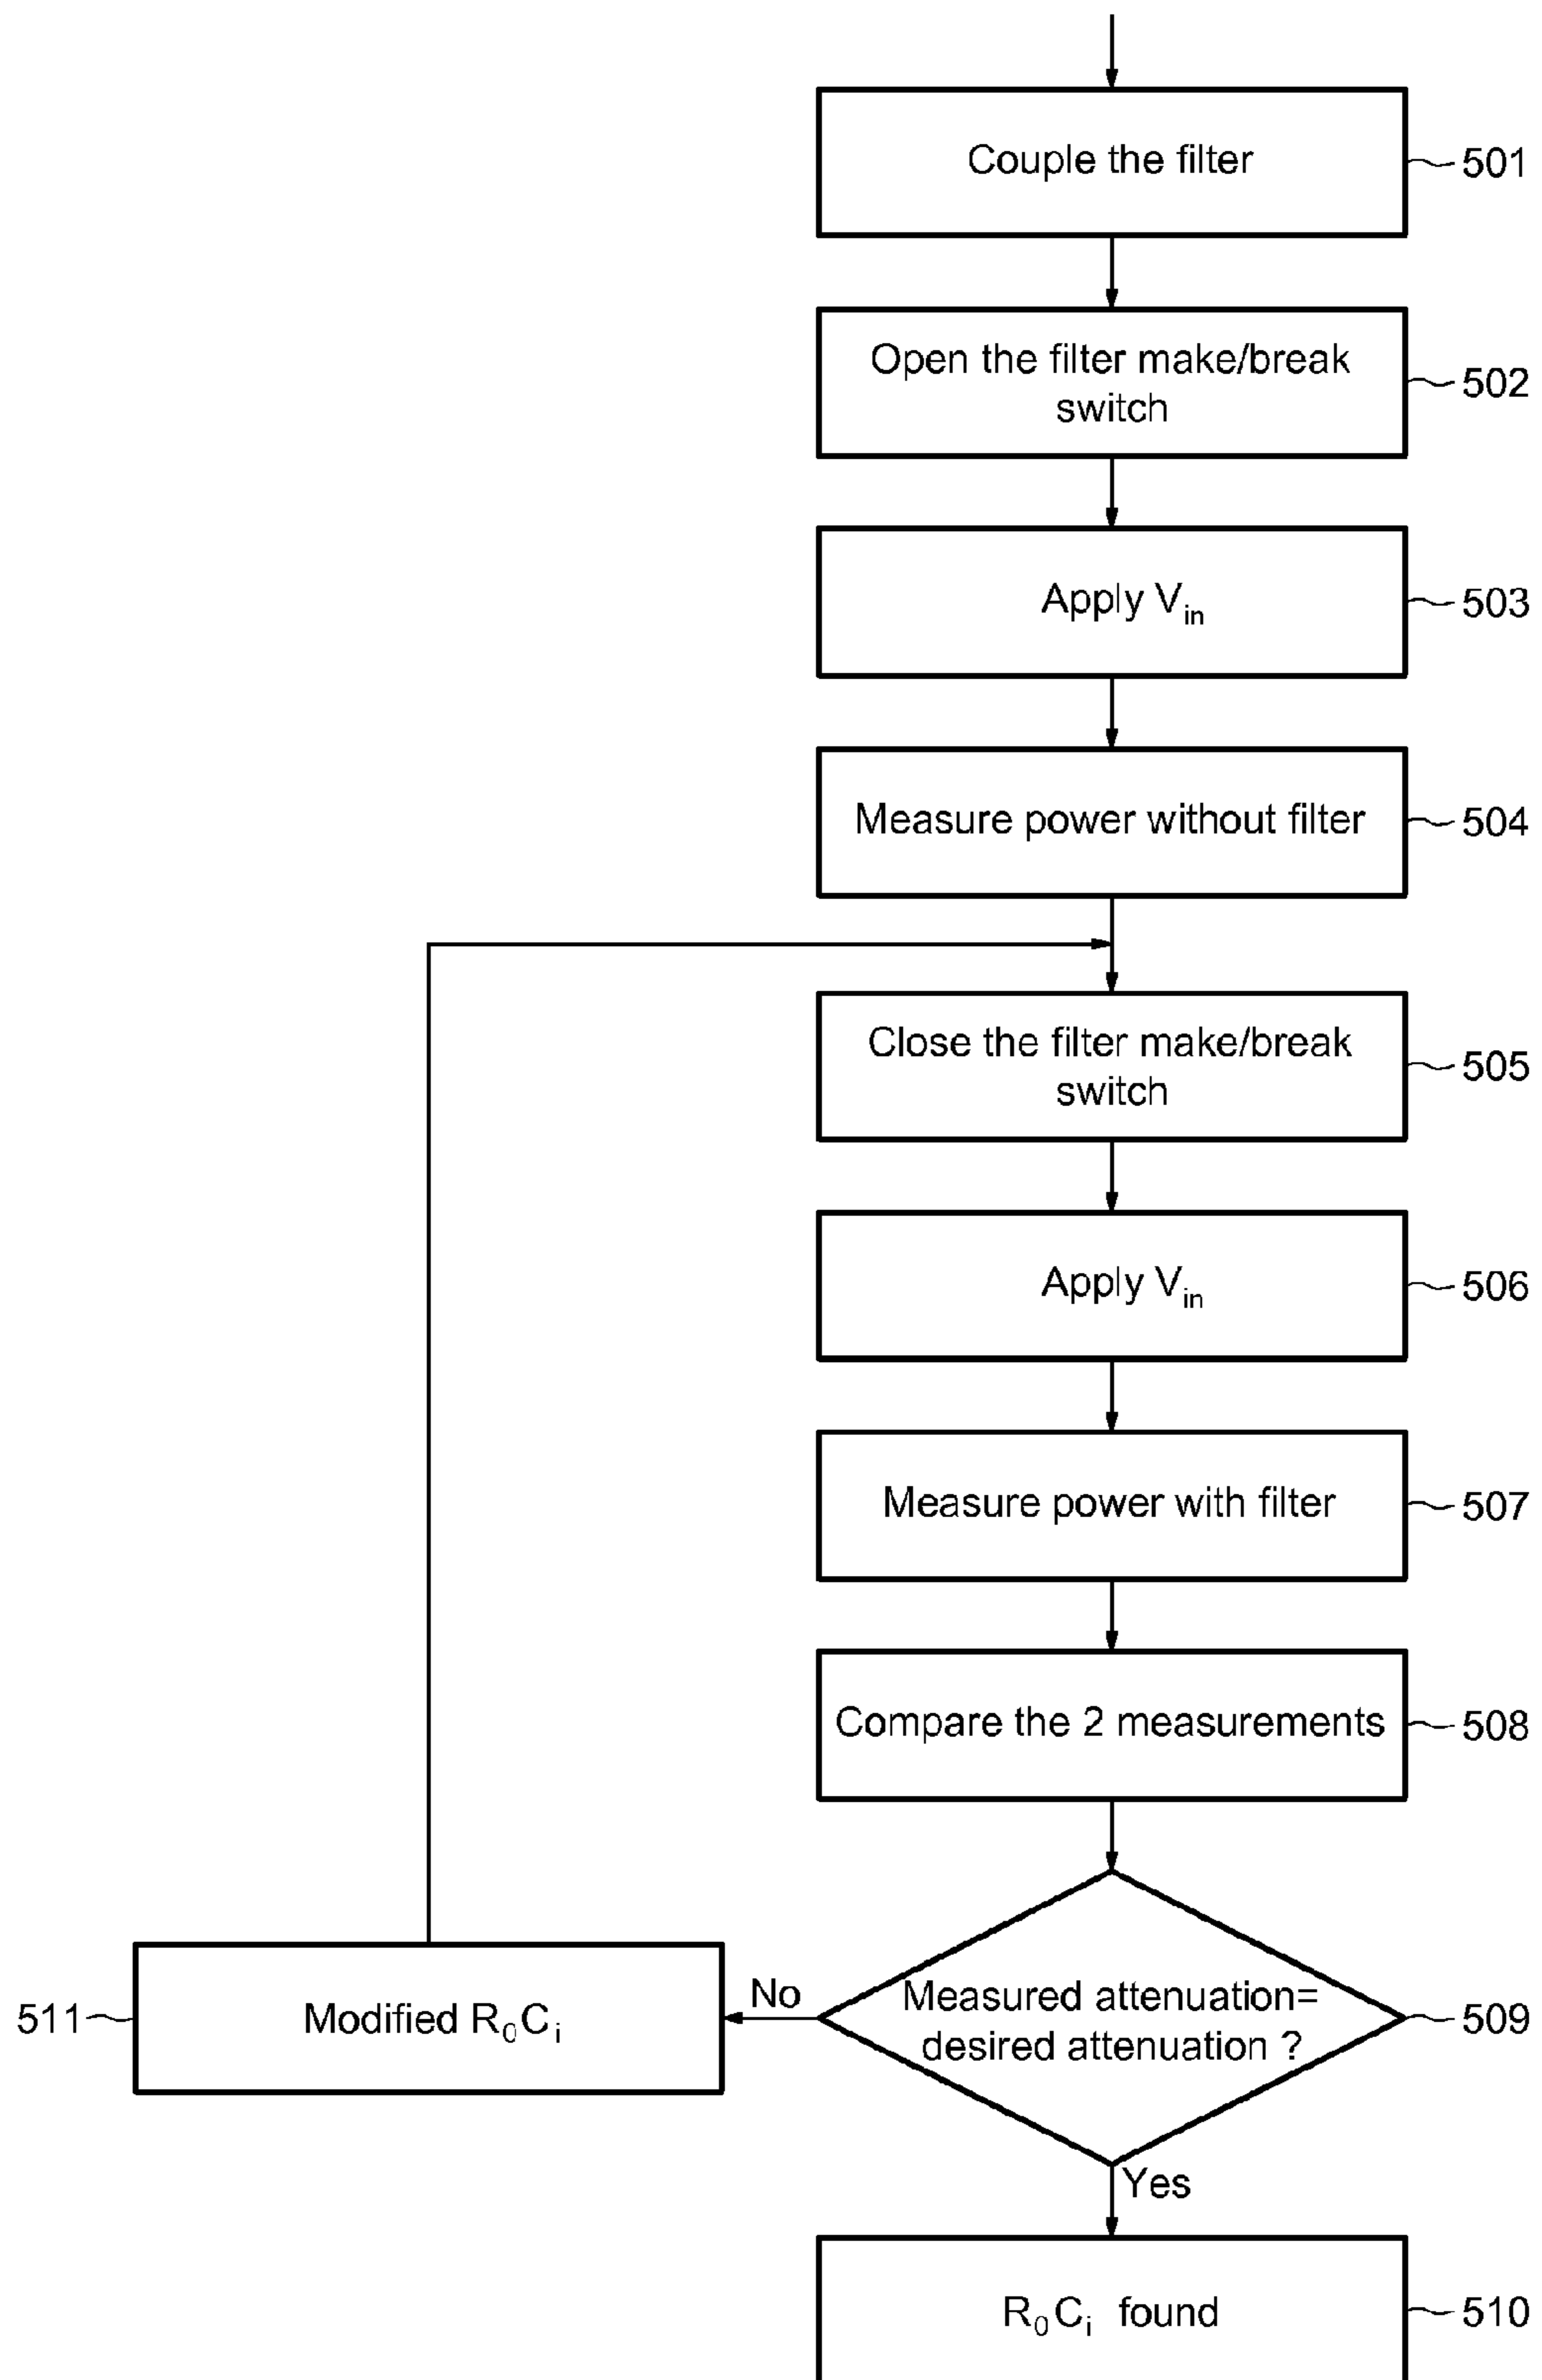 Couple the filter
501
Open the filter make/break
switch
502
Apply V_in
503
Measure power without filter
504
Close the filter make/break
switch
505
Apply V_in
506
Measure power with filter
507
Compare the 2 measurements
508
Measured attenuation=
desired attenuation ?
509
No
Modified R_0C_i
511
Yes
R_0C_i found
510